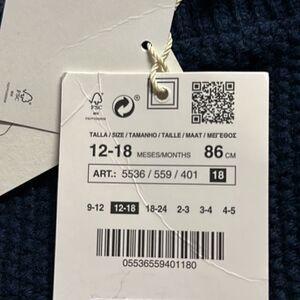 FSC
TALLA / SIZE / TAMANHO / TAILLE / MAAT / ΜΕΓΕΘΟΣ
12-18 MESES/MONTHS 86 CM
ART.: 5536 / 559 / 401 18
9-12 12-18 18-24 2-3 3-4 4-5
05536559401180